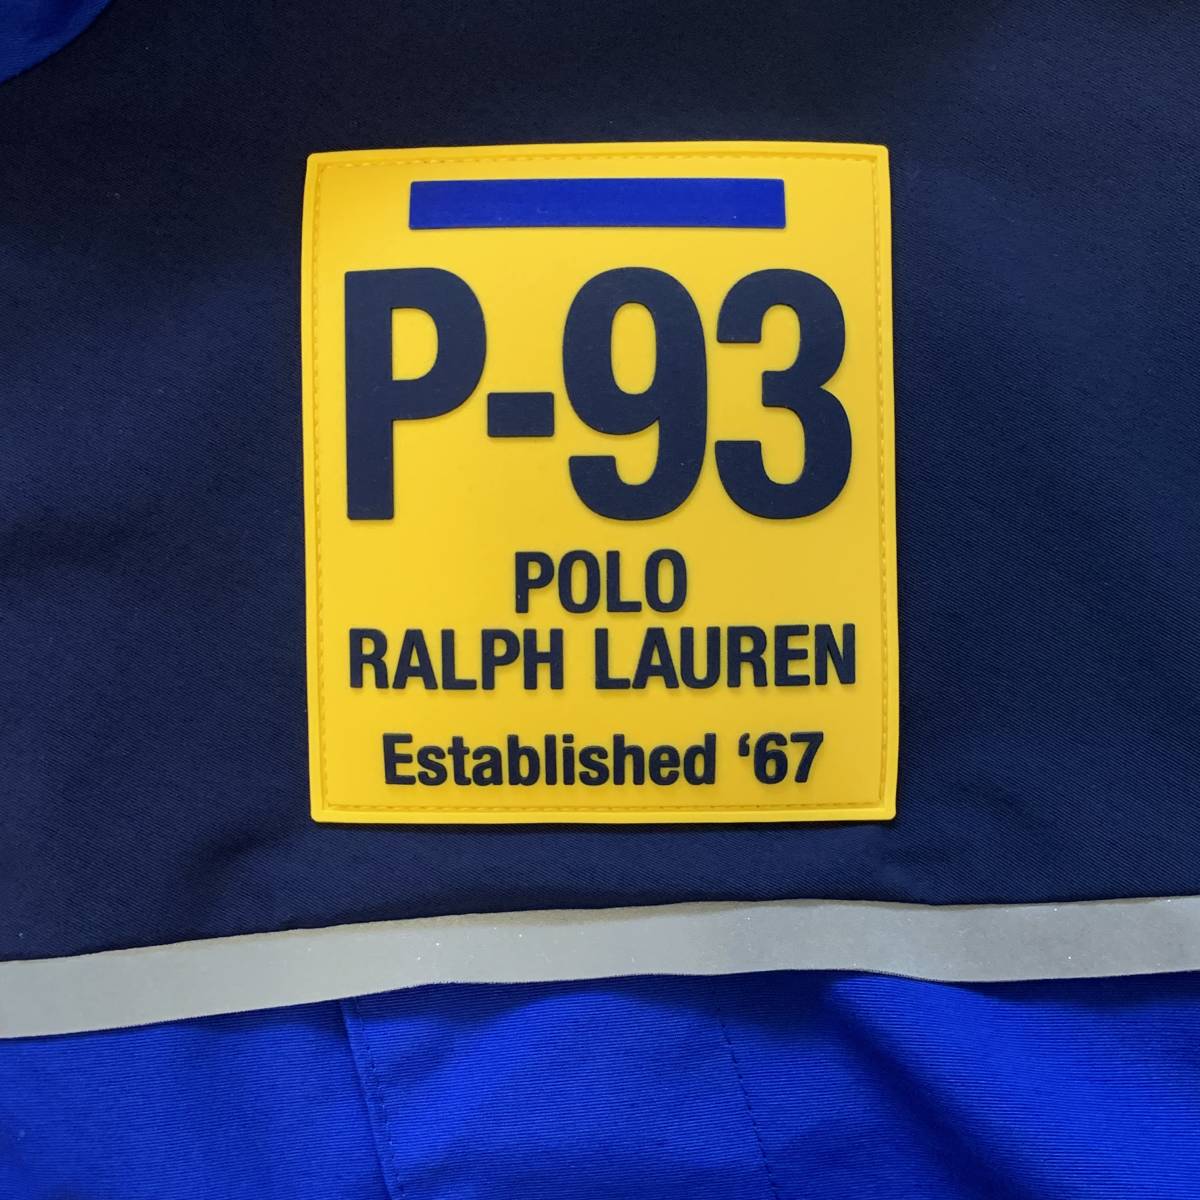 P-93
POLO
RALPH LAUREN
Established ‘67